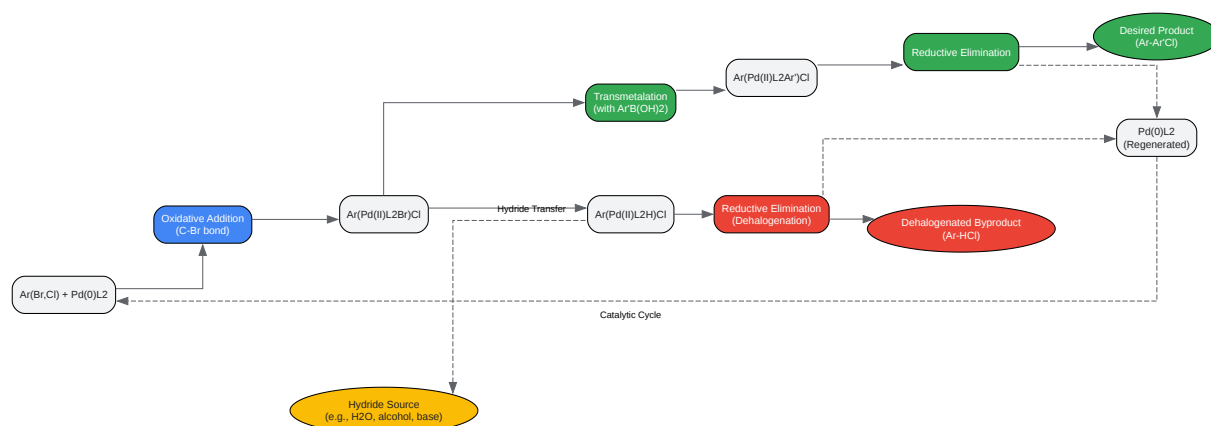 Desired Product
(Ar-Ar'Cl)
Reductive Elimination
Ar(Pd(II)L2Ar')Cl
Transmetalation
(with Ar'B(OH)2)
Pd(0)L2
(Regenerated)
Oxidative Addition
(C-Br bond)
Ar(Pd(II)L2Br)Cl
Hydride Transfer
Ar(Pd(II)L2H)Cl
Reductive Elimination
(Dehalogenation)
Dehalogenated Byproduct
(Ar-HCl)
Ar(Br,Cl) + Pd(0)L2
Catalytic Cycle
Hydride Source
(e.g., H2O, alcohol, base)